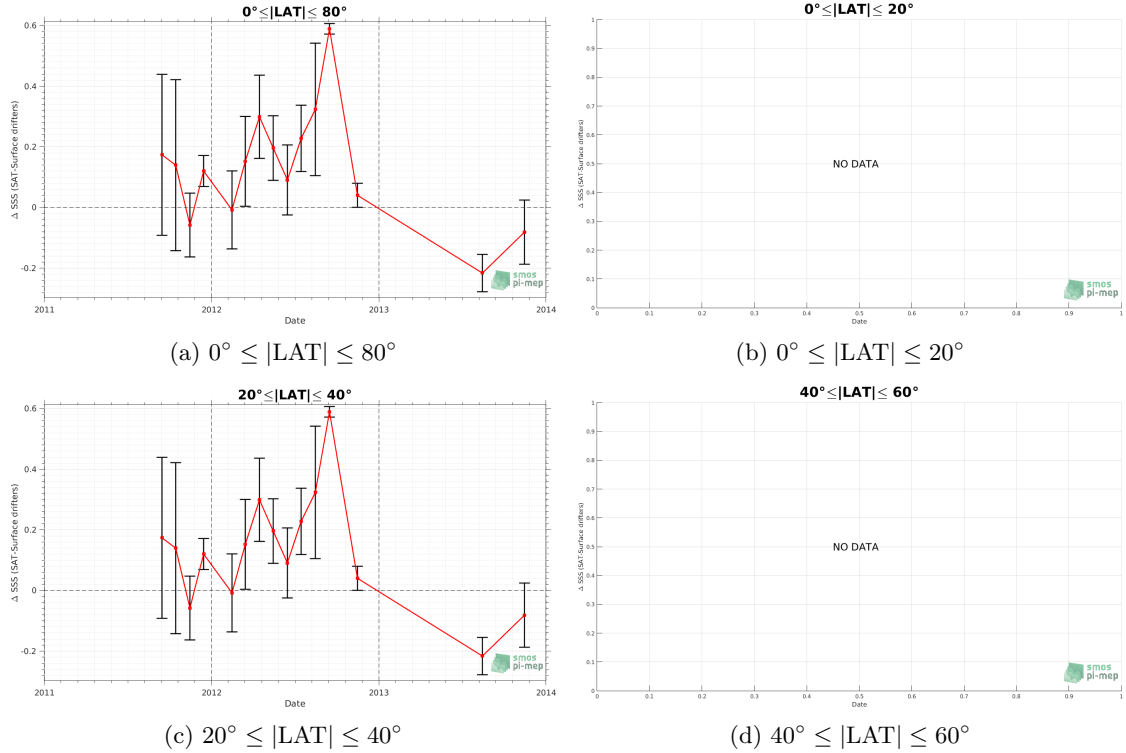 0°≤|LAT|≤ 80°
0.6
0.4
0.2
0
-0.2
Δ SSS (SAT-Surface drifters)
smos
pi-mep
2011
2012
2013
2014
Date
(a) 0° ≤ |LAT| ≤ 80°
0°≤|LAT|≤ 20°
1
0.9
0.8
0.7
0.6
0.5
0.4
0.3
0.2
0.1
0
Δ SSS (SAT-Surface drifters)
NO DATA
smos
pi-mep
0 0.1 0.2 0.3 0.4 0.5 0.6 0.7 0.8 0.9 1
Date
(b) 0° ≤ |LAT| ≤ 20°
20°≤|LAT|≤ 40°
0.6
0.4
0.2
0
-0.2
Δ SSS (SAT-Surface drifters)
smos
pi-mep
2011
2012
2013
2014
Date
(c) 20° ≤ |LAT| ≤ 40°
40°≤|LAT|≤ 60°
1
0.9
0.8
0.7
0.6
0.5
0.4
0.3
0.2
0.1
0
Δ SSS (SAT-Surface drifters)
NO DATA
smos
pi-mep
0 0.1 0.2 0.3 0.4 0.5 0.6 0.7 0.8 0.9 1
Date
(d) 40° ≤ |LAT| ≤ 60°